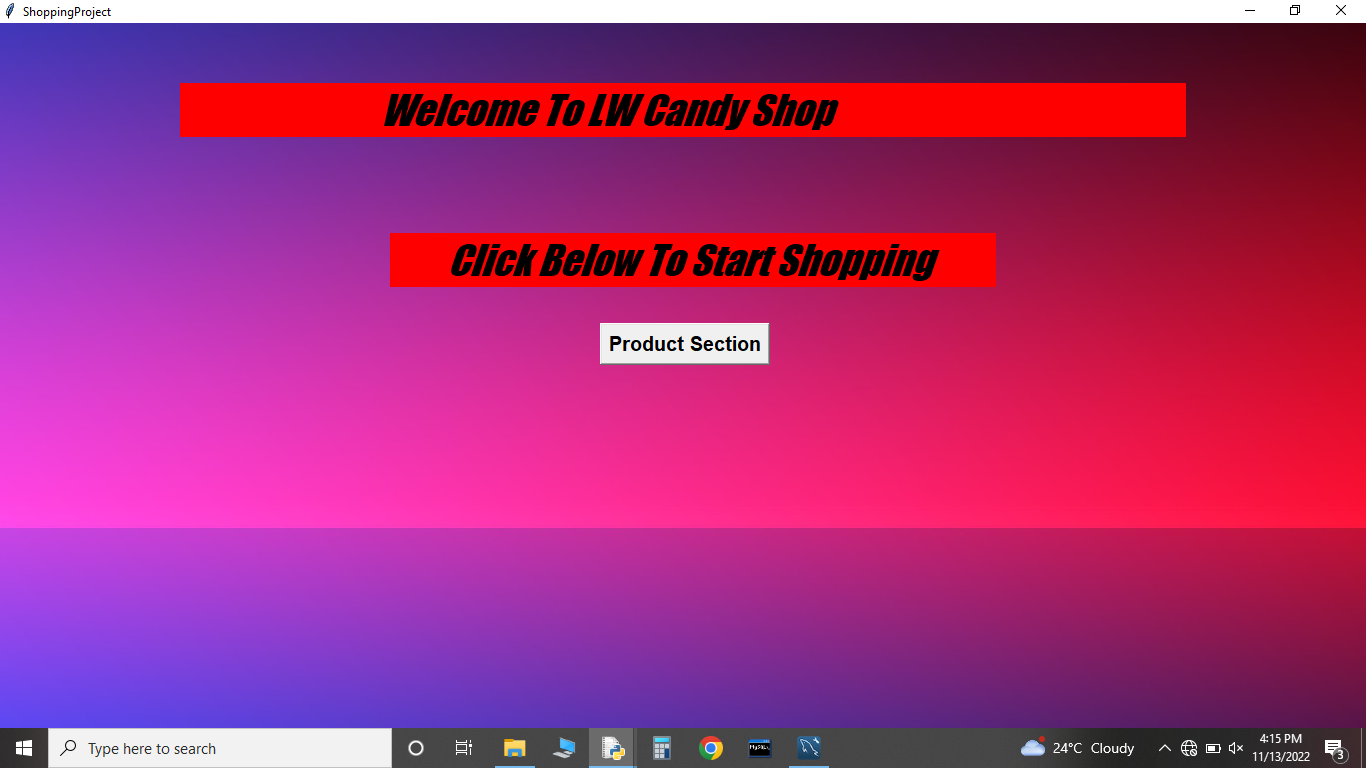 ShoppingProject
Welcome To LW Candy Shop
Click Below To Start Shopping
Product Section
Type here to search
24°C Cloudy
4:15 PM
11/13/2022
3